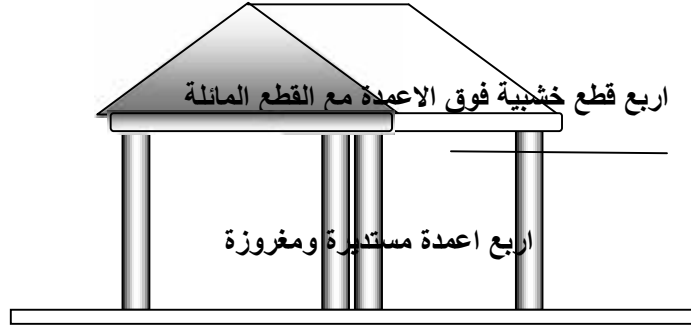 اربع قطع خشبية فوق الاعمدة مع القطع المائلة
اربع اعمدة مستديرة ومغروزة